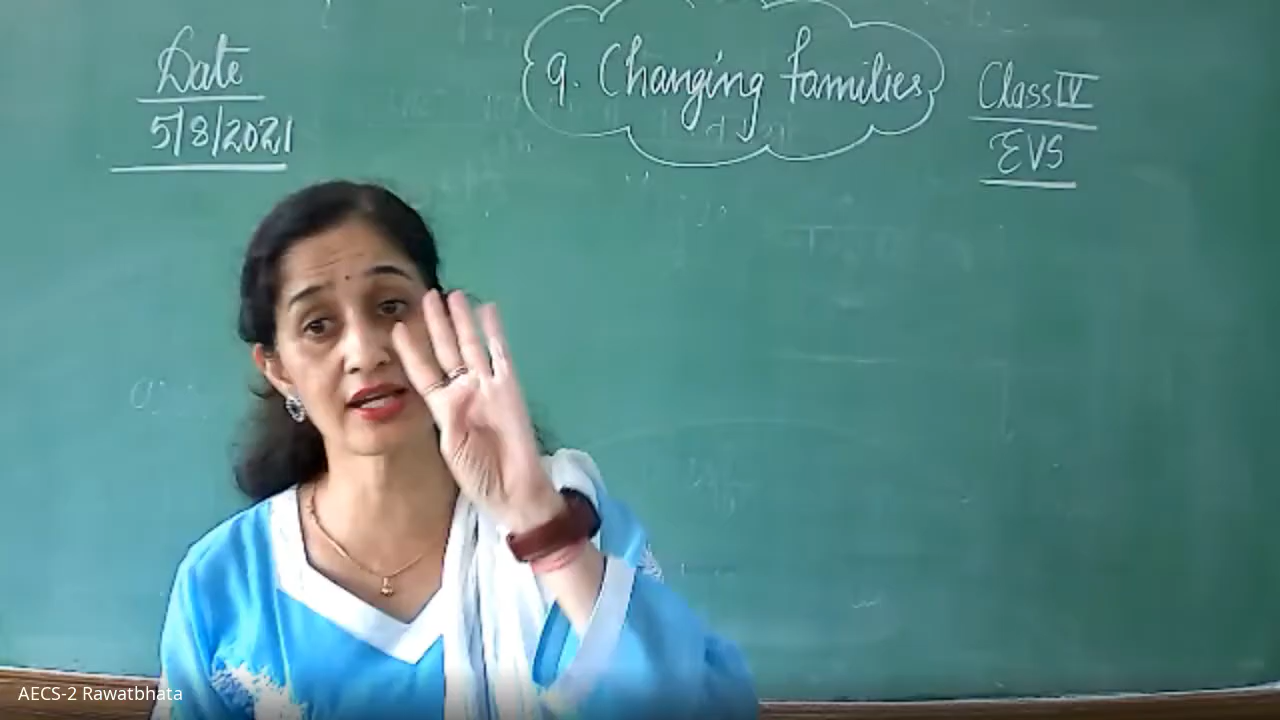 Date
5/8/2021
9. Changing families
Class IV
EVS
AECS-2 Rawatbhata